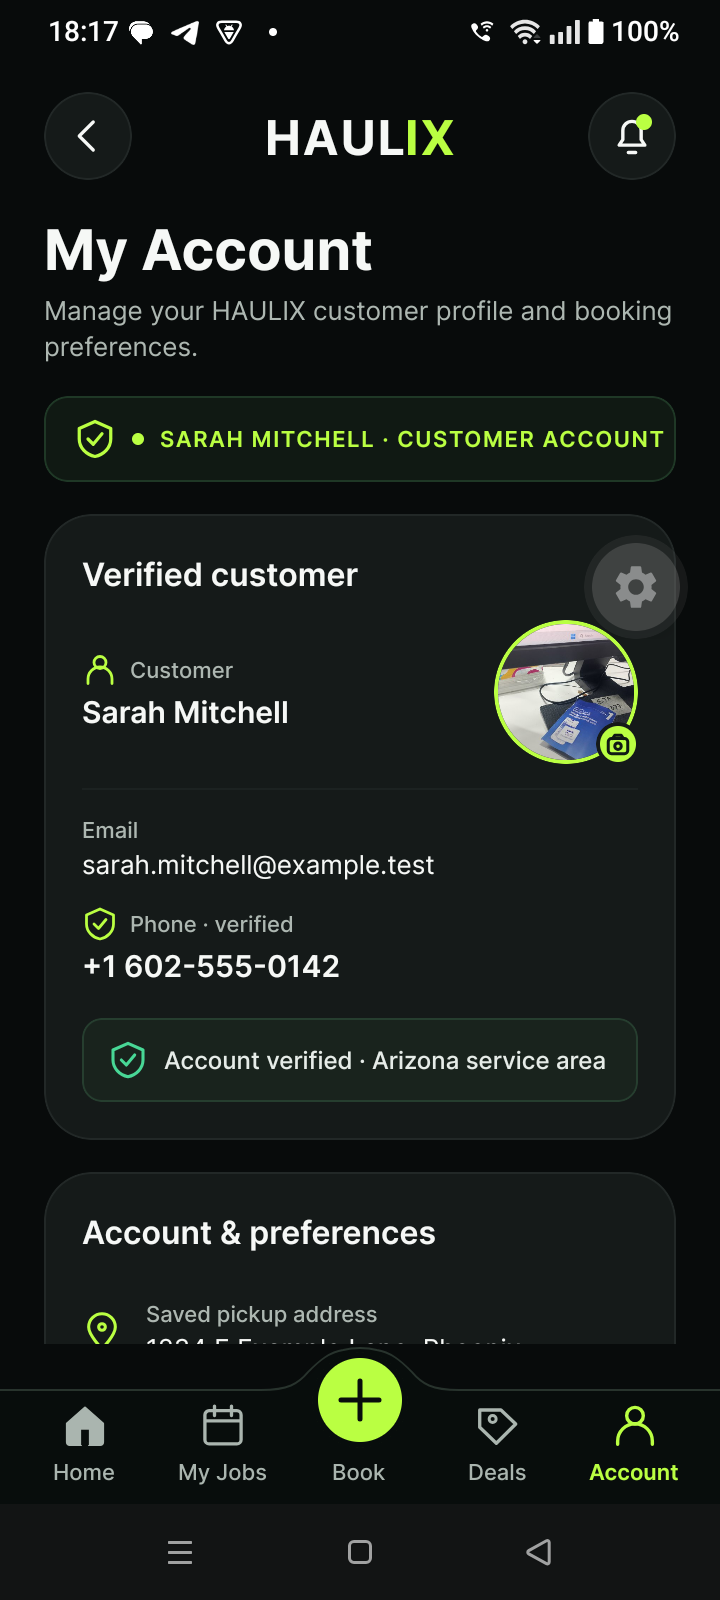 18:17
100%
HAULIX
My Account
Manage your HAULIX customer profile and booking
preferences.
SARAH MITCHELL · CUSTOMER ACCOUNT
Verified customer
Customer
Sarah Mitchell
Email
sarah.mitchell@example.test
Phone · verified
+1 602-555-0142
Account verified · Arizona service area
Account & preferences
Saved pickup address
Home
My Jobs
Book
Deals
Account